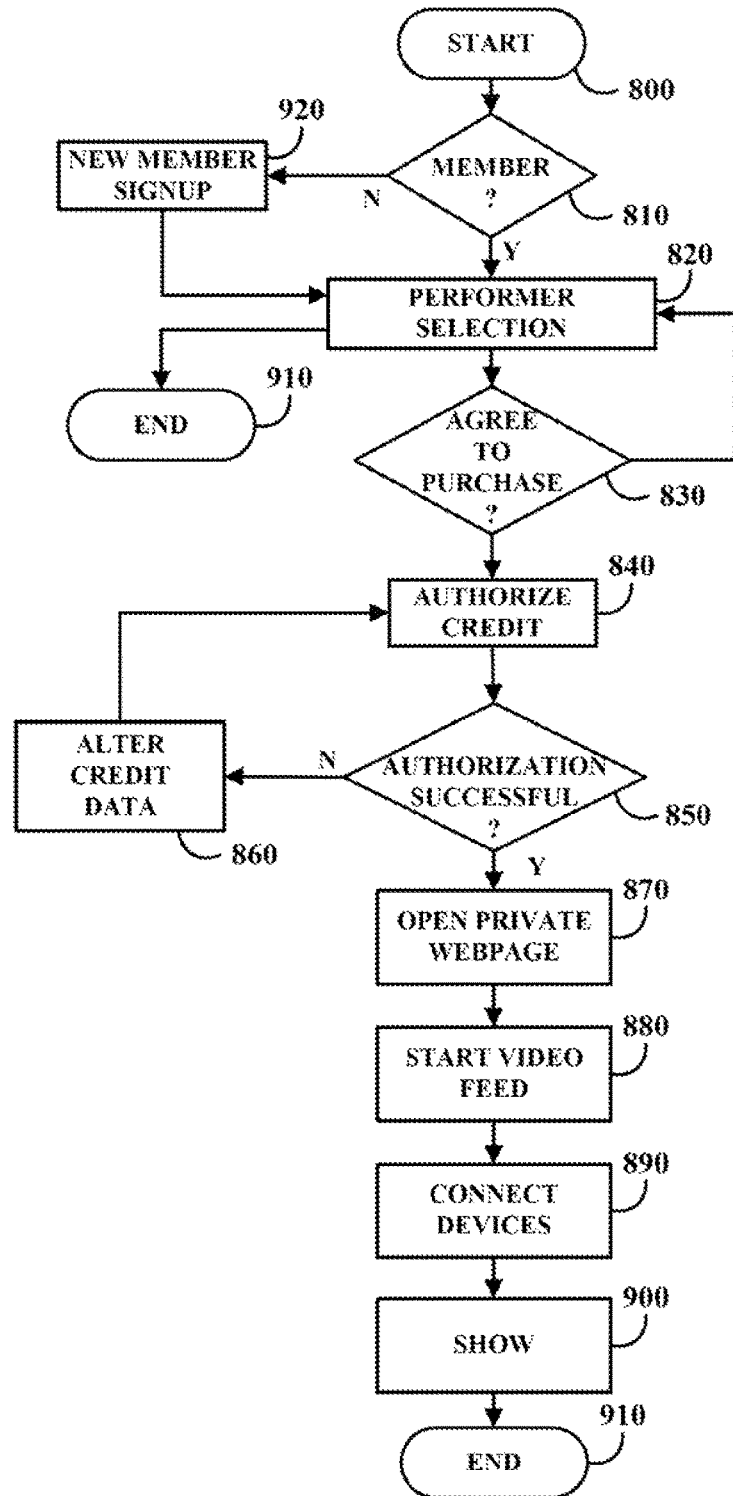 START
800
920
NEW MEMBER
SIGNUP
N
MEMBER
?
810
Y
820
PERFORMER
SELECTION
910
END
AGREE
TO
PURCHASE
?
830
840
AUTHORIZE
CREDIT
ALTER
CREDIT
DATA
860
N
AUTHORIZATION
SUCCESSFUL
?
850
Y
870
OPEN PRIVATE
WEBPAGE
880
START VIDEO
FEED
890
CONNECT
DEVICES
900
SHOW
910
END